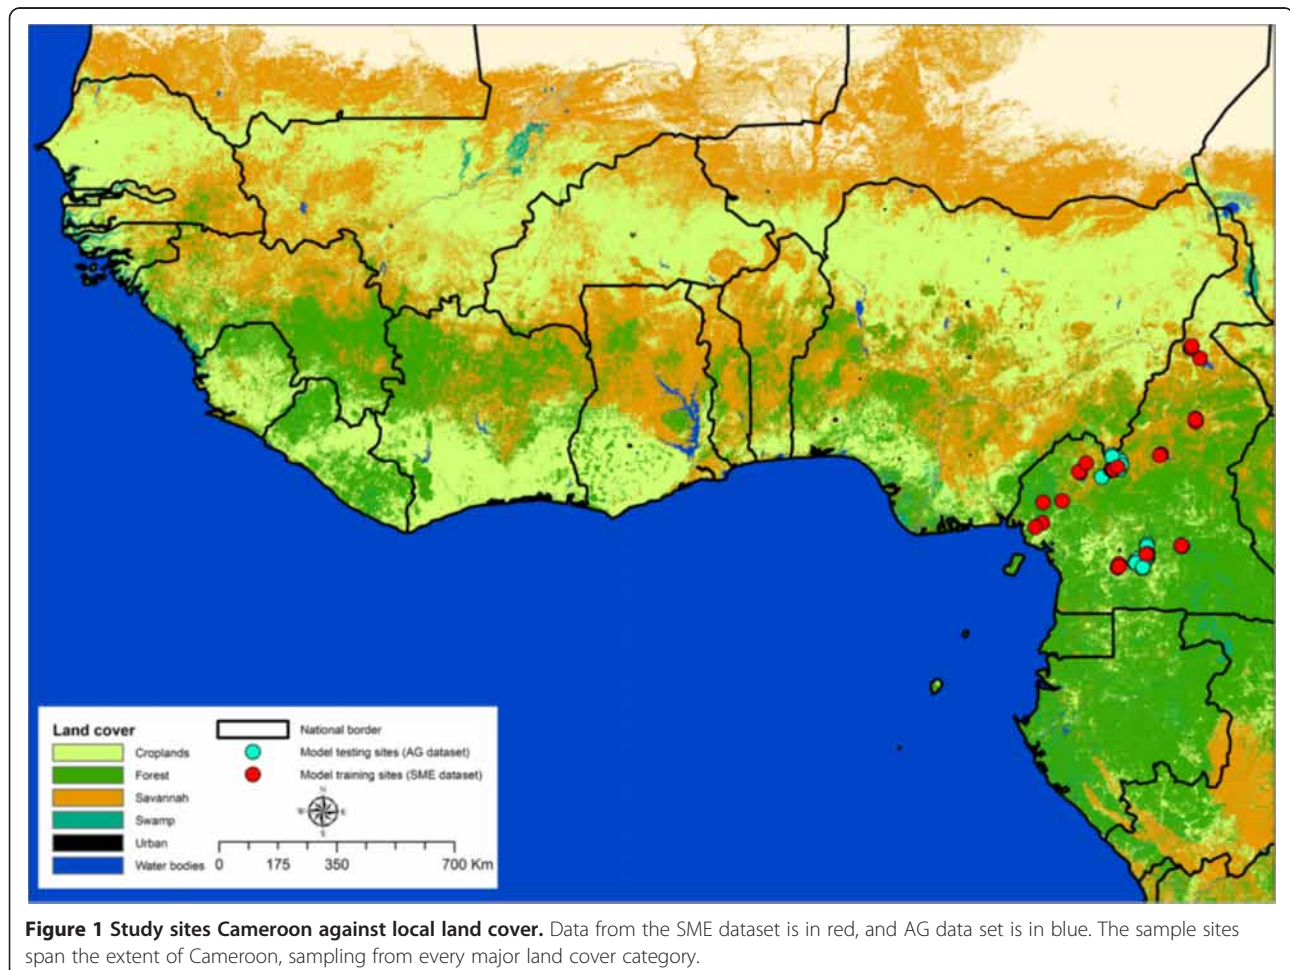 Land cover
Croplands
Forest
Savannah
Swamp
Urban
Water bodies
National border
Model testing sites (AG dataset)
Model training sites (SME dataset)
N
W E
S
0 175 350 700 Km
Figure 1 Study sites Cameroon against local land cover. Data from the SME dataset is in red, and AG data set is in blue. The sample sites
span the extent of Cameroon, sampling from every major land cover category.